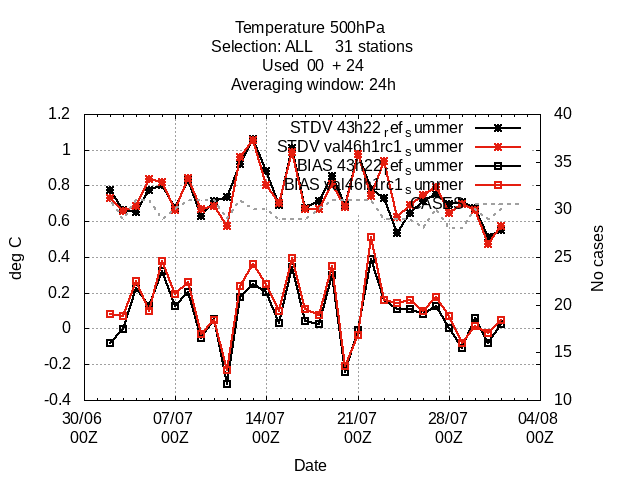 Temperature 500hPa
Selection: ALL 31 stations
Used 00 + 24
Averaging window: 24h
STDV 43h22_ref_summer
STDV val46h1rc1_summer
BIAS 43h22_ref_summer
BIAS val46h1rc1_summer
CASES
1.2
1
0.8
0.6
0.4
0.2
0
-0.2
-0.4
deg C
40
35
30
25
20
15
10
No cases
30/06 07/07 14/07 21/07 28/07 04/08
00Z 00Z 00Z 00Z 00Z 00Z
Date